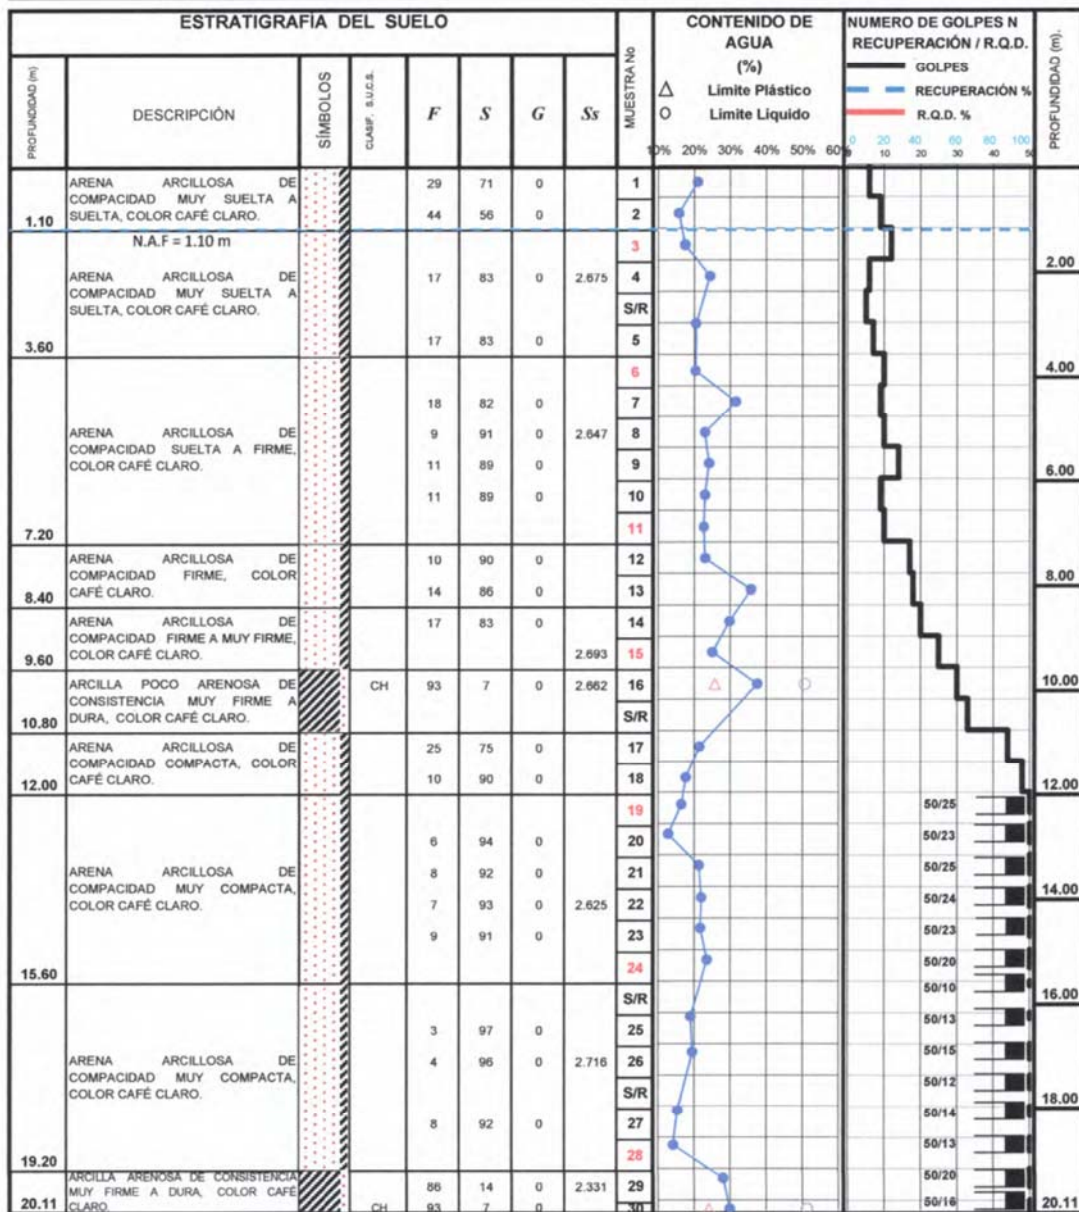 ESTRATIGRAFÍA DEL SUELO
PROFUNDIDAD (m)
DESCRIPCIÓN
SÍMBOLOS
CLASIF. S.U.C.S.
F S G Ss
MUESTRA No
CONTENIDO DE
AGUA
(%)
△ Limite Plástico
○ Limite Liquido
10% 20% 30% 40% 50% 60%
NUMERO DE GOLPES N
RECUPERACIÓN / R.Q.D.
GOLPES
RECUPERACIÓN %
R.Q.D. %
0 20 40 60 80 100
0 10 20 30 40 50
PROFUNDIDAD (m).
ARENA ARCILLOSA DE
COMPACIDAD MUY SUELTA A
SUELTA, COLOR CAFÉ CLARO.
1.10
29 71 0 1
44 56 0 2
N.A.F = 1.10 m
3
ARENA ARCILLOSA DE
COMPACIDAD MUY SUELTA A
SUELTA, COLOR CAFÉ CLARO.
3.60
17 83 0 2.675 4
S/R
17 83 0 5
2.00
6
4.00
18 82 0 7
ARENA ARCILLOSA DE
COMPACIDAD SUELTA A FIRME,
COLOR CAFÉ CLARO.
9 91 0 2.647 8
11 89 0 9
11 89 0 10
6.00
11
7.20
ARENA ARCILLOSA DE
COMPACIDAD FIRME, COLOR
CAFÉ CLARO.
8.40
10 90 0 12
14 86 0 13
8.00
ARENA ARCILLOSA DE
COMPACIDAD FIRME A MUY FIRME,
COLOR CAFÉ CLARO.
9.60
17 83 0 14
2.693 15
ARCILLA POCO ARENOSA DE
CONSISTENCIA MUY FIRME A
DURA, COLOR CAFÉ CLARO.
10.80
CH 93 7 0 2.662 16
S/R
10.00
ARENA ARCILLOSA DE
COMPACIDAD COMPACTA, COLOR
CAFÉ CLARO.
12.00
25 75 0 17
10 90 0 18
12.00
19 50/25
6 94 0 20 50/23
ARENA ARCILLOSA DE
COMPACIDAD MUY COMPACTA,
COLOR CAFÉ CLARO.
8 92 0 21 50/25
7 93 0 2.625 22 50/24
14.00
9 91 0 23 50/23
24 50/20
15.60
S/R 50/10
16.00
3 97 0 25 50/13
ARENA ARCILLOSA DE
COMPACIDAD MUY COMPACTA,
COLOR CAFÉ CLARO.
4 96 0 2.716 26 50/15
S/R 50/12
8 92 0 27 50/14
18.00
28 50/13
19.20
ARCILLA ARENOSA DE CONSISTENCIA
MUY FIRME A DURA, COLOR CAFÉ
CLARO.
86 14 0 2.331 29 50/20
20.11
CH 93 7 0 30 50/16
20.11